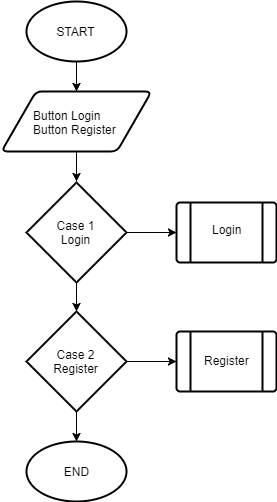 START
Button Login
Button Register
Case 1
Login
Login
Case 2
Register
Register
END